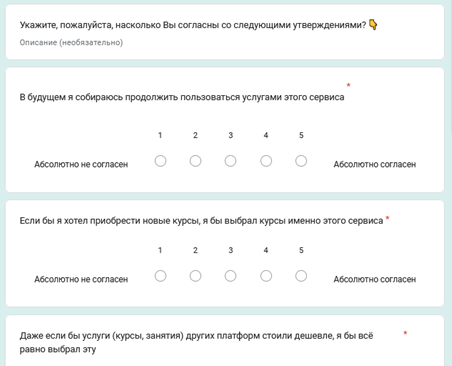 Укажите, пожалуйста, насколько Вы согласны со следующими утверждениями? 👇
Описание (необязательно)
В будущем я собираюсь продолжить пользоваться услугами этого сервиса *
1 2 3 4 5
Абсолютно не согласен Абсолютно согласен
Если бы я хотел приобрести новые курсы, я бы выбрал курсы именно этого сервиса *
1 2 3 4 5
Абсолютно не согласен Абсолютно согласен
Даже если бы услуги (курсы, занятия) других платформ стоили дешевле, я бы всё *
равно выбрал эту